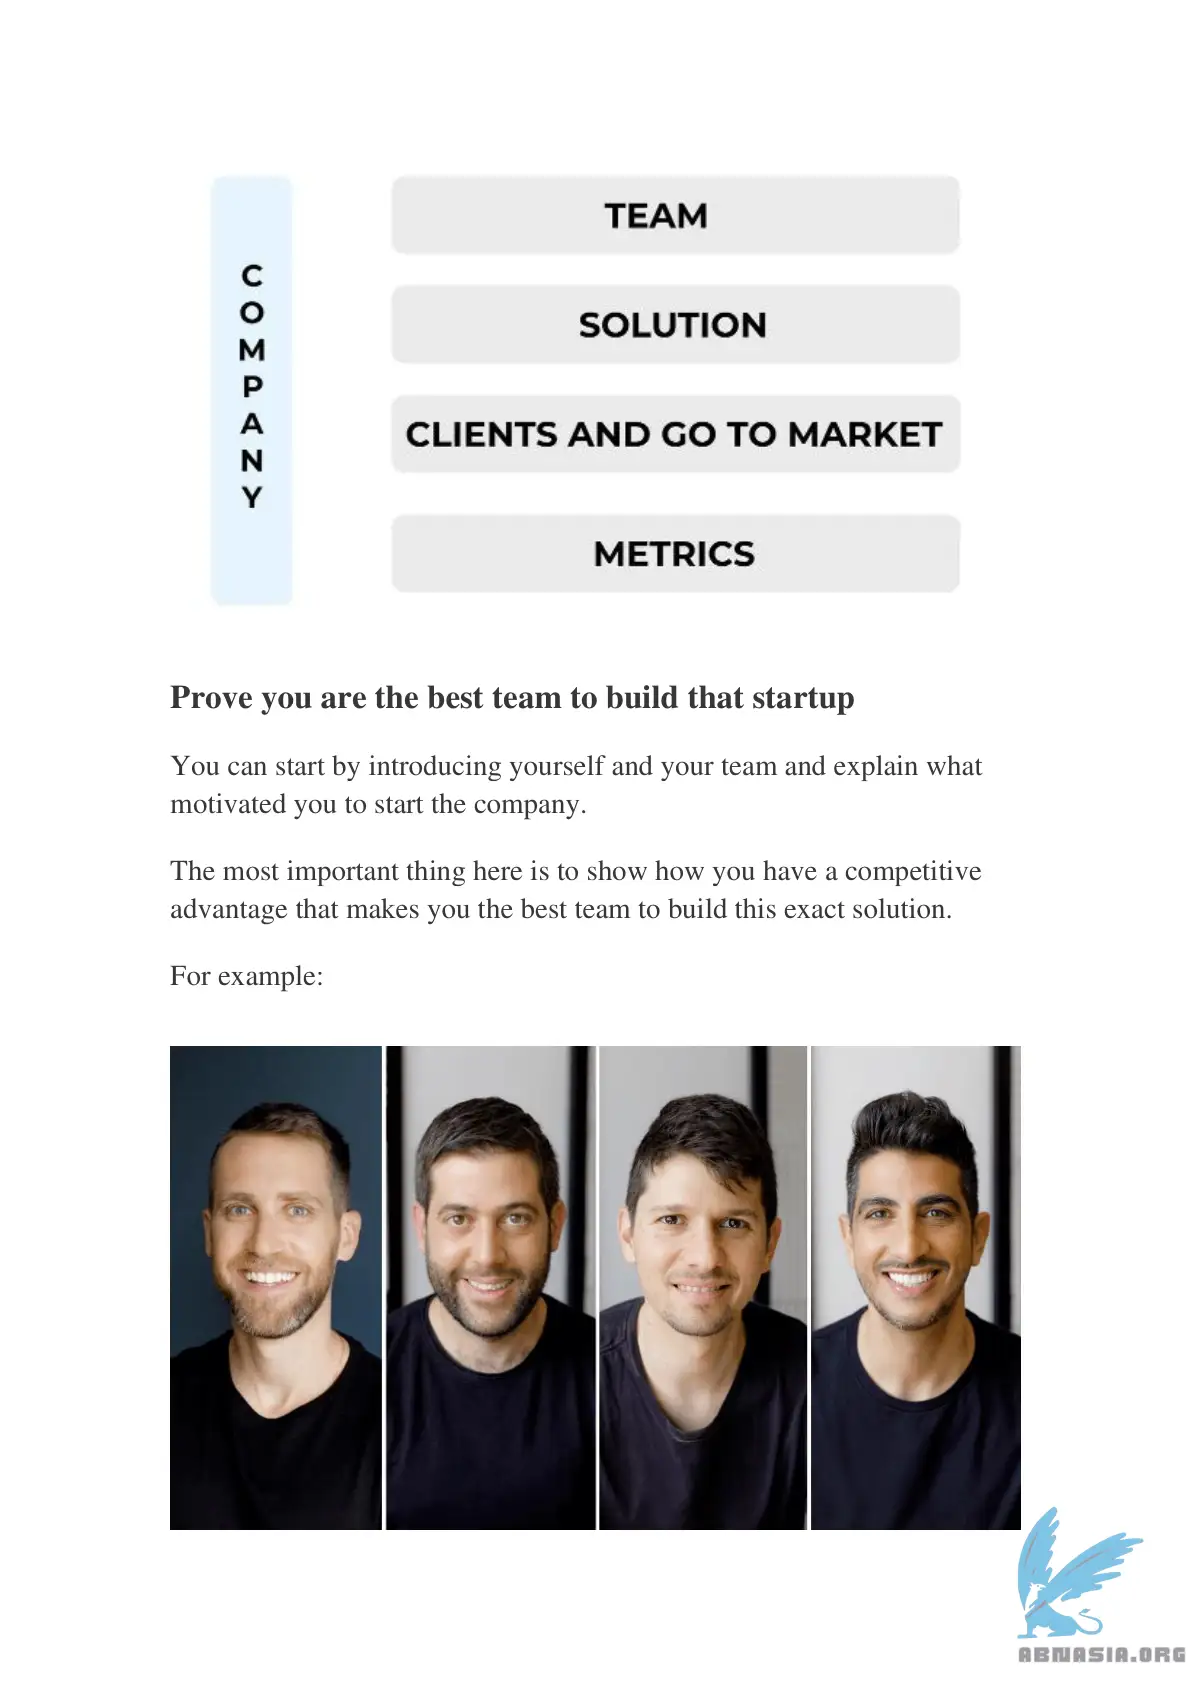 COMPANY
TEAM
SOLUTION
CLIENTS AND GO TO MARKET
METRICS
Prove you are the best team to build that startup
You can start by introducing yourself and your team and explain what
motivated you to start the company.
The most important thing here is to show how you have a competitive
advantage that makes you the best team to build this exact solution.
For example:
ABNASIA.ORG